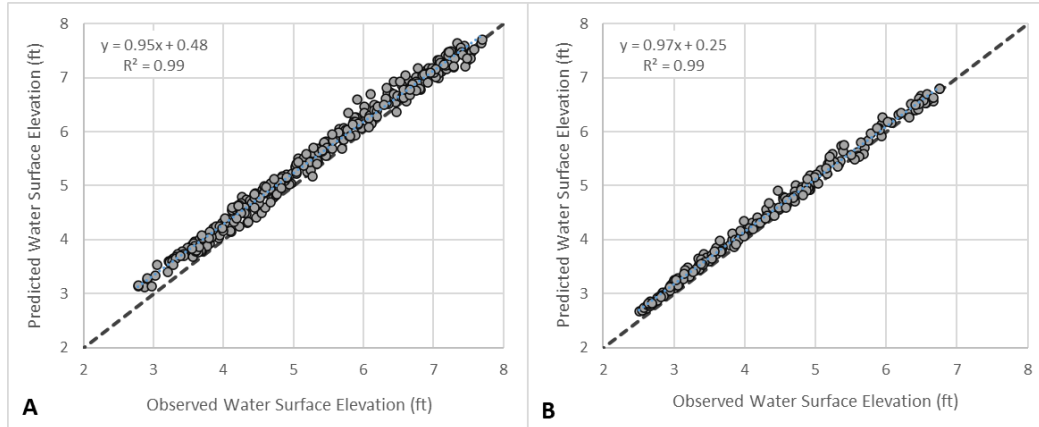 y = 0.95x + 0.48
R² = 0.99
Predicted Water Surface Elevation (ft)
8
7
6
5
4
3
2
2 3 4 5 6 7 8
Observed Water Surface Elevation (ft)
A
y = 0.97x + 0.25
R² = 0.99
Predicted Water Surface Elevation (ft)
8
7
6
5
4
3
2
2 3 4 5 6 7 8
Observed Water Surface Elevation (ft)
B